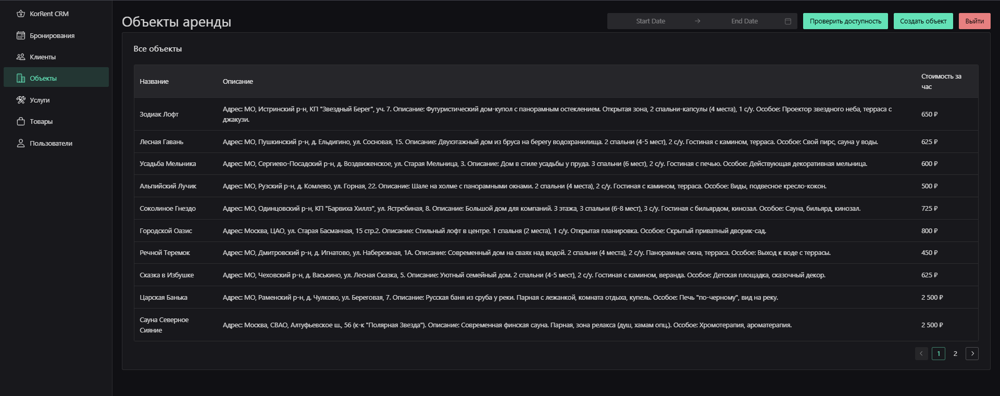 KorRent CRM
Бронирования
Клиенты
Объекты
Услуги
Товары
Пользователи
Объекты аренды
Start Date
End Date
Проверить доступность
Создать объект
Выйти
Все объекты
Название
Описание
Стоимость за
час
Зодиак Лофт
Адрес: МО, Истринский р-н, КП "Звездный Берег", уч. 7. Описание: Футуристический дом-купол с панорамным остеклением. Открытая зона, 2 спальни-капсулы (4 места), 1 с/у. Особое: Проектор звездного неба, терраса с
джакузи.
650 ₽
Лесная Гавань
Адрес: МО, Пушкинский р-н, д. Ельдигино, ул. Сосновая, 15. Описание: Двухэтажный дом из бруса на берегу водохранилища. 2 спальни (4-5 мест), 2 с/у. Гостиная с камином, терраса. Особое: Свой пирс, сауна у воды.
625 ₽
Усадьба Мельника
Адрес: МО, Сергиево-Посадский р-н, д. Воздвиженское, ул. Старая Мельница, 3. Описание: Дом в стиле усадьбы у пруда. 3 спальни (6 мест), 2 с/у. Гостиная с печью. Особое: Действующая декоративная мельница.
600 ₽
Альпийский Лучик
Адрес: МО, Рузский р-н, д. Комлево, ул. Горная, 22. Описание: Шале на холме с панорамными окнами. 2 спальни (4 места), 2 с/у. Гостиная с камином, терраса. Особое: Виды, подвесное кресло-кокон.
500 ₽
Соколиное Гнездо
Адрес: МО, Одинцовский р-н, КП "Барвиха Хиллз", ул. Ястребиная, 8. Описание: Большой дом для компаний. 3 этажа, 3 спальни (6-8 мест), 3 с/у. Гостиная с бильярдом, кинозал. Особое: Сауна, бильярд, кинозал.
725 ₽
Городской Оазис
Адрес: Москва, ЦАО, ул. Старая Басманная, 15 стр.2. Описание: Стильный лофт в центре. 1 спальня (2 места), 1 с/у. Открытая планировка. Особое: Скрытый приватный дворик-сад.
800 ₽
Речной Теремок
Адрес: МО, Дмитровский р-н, д. Игнатово, ул. Набережная, 1А. Описание: Современный дом на сваях над водой. 2 спальни (4 места), 2 с/у. Панорамные окна, терраса. Особое: Выход к воде с террасы.
450 ₽
Сказка в Избушке
Адрес: МО, Чеховский р-н, д. Васькино, ул. Лесная Сказка, 5. Описание: Уютный семейный дом. 2 спальни (4-5 мест), 2 с/у. Гостиная с камином, веранда. Особое: Детская площадка, сказочный декор.
625 ₽
Царская Банька
Адрес: МО, Раменский р-н, д. Чулково, ул. Береговая, 7. Описание: Русская баня из сруба у реки. Парная с лежанкой, комната отдыха, купель. Особое: Печь "по-черному", вид на реку.
2 500 ₽
Сауна Северное
Сияние
Адрес: Москва, СВАО, Алтуфьевское ш., 56 (к-к "Полярная Звезда"). Описание: Современная финская сауна. Парная, зона релакса (душ, хамам опц.). Особое: Хромотерапия, ароматерапия.
2 500 ₽
1
2